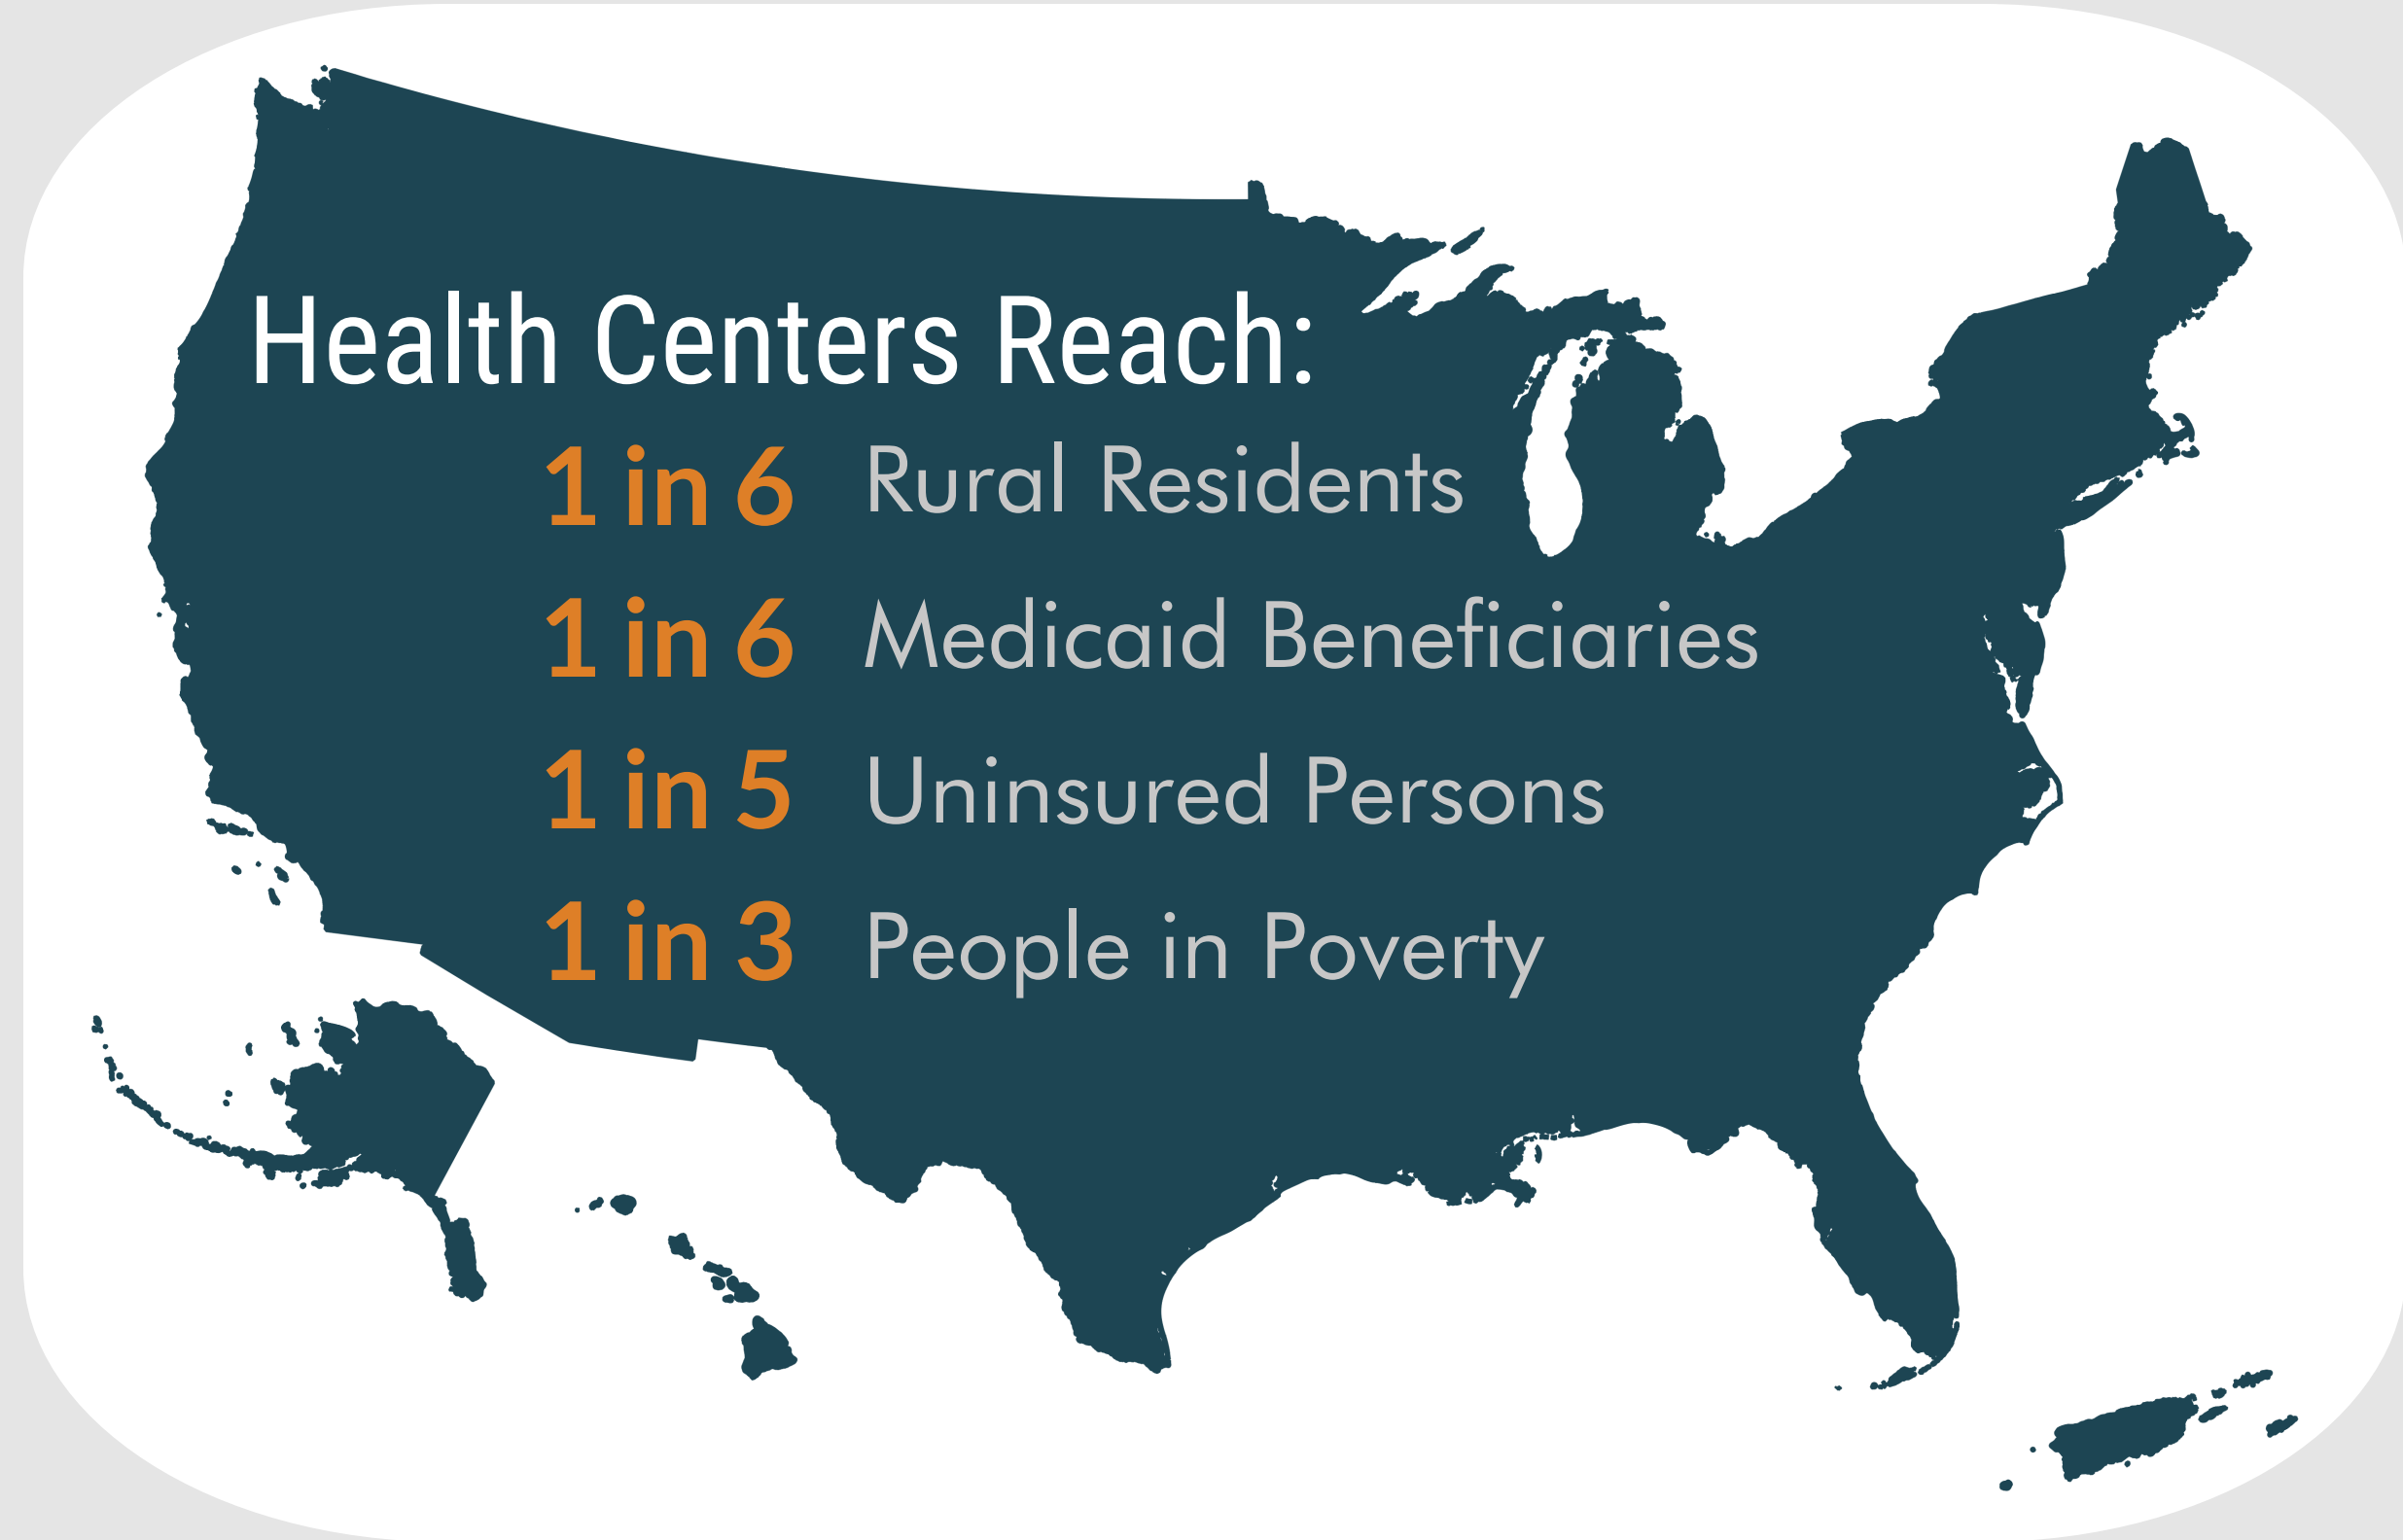 Health Centers Reach:
1 in 6 Rural Residents
1 in 6 Medicaid Beneficiaries
1 in 5 Uninsured Persons
1 in 3 People in Poverty